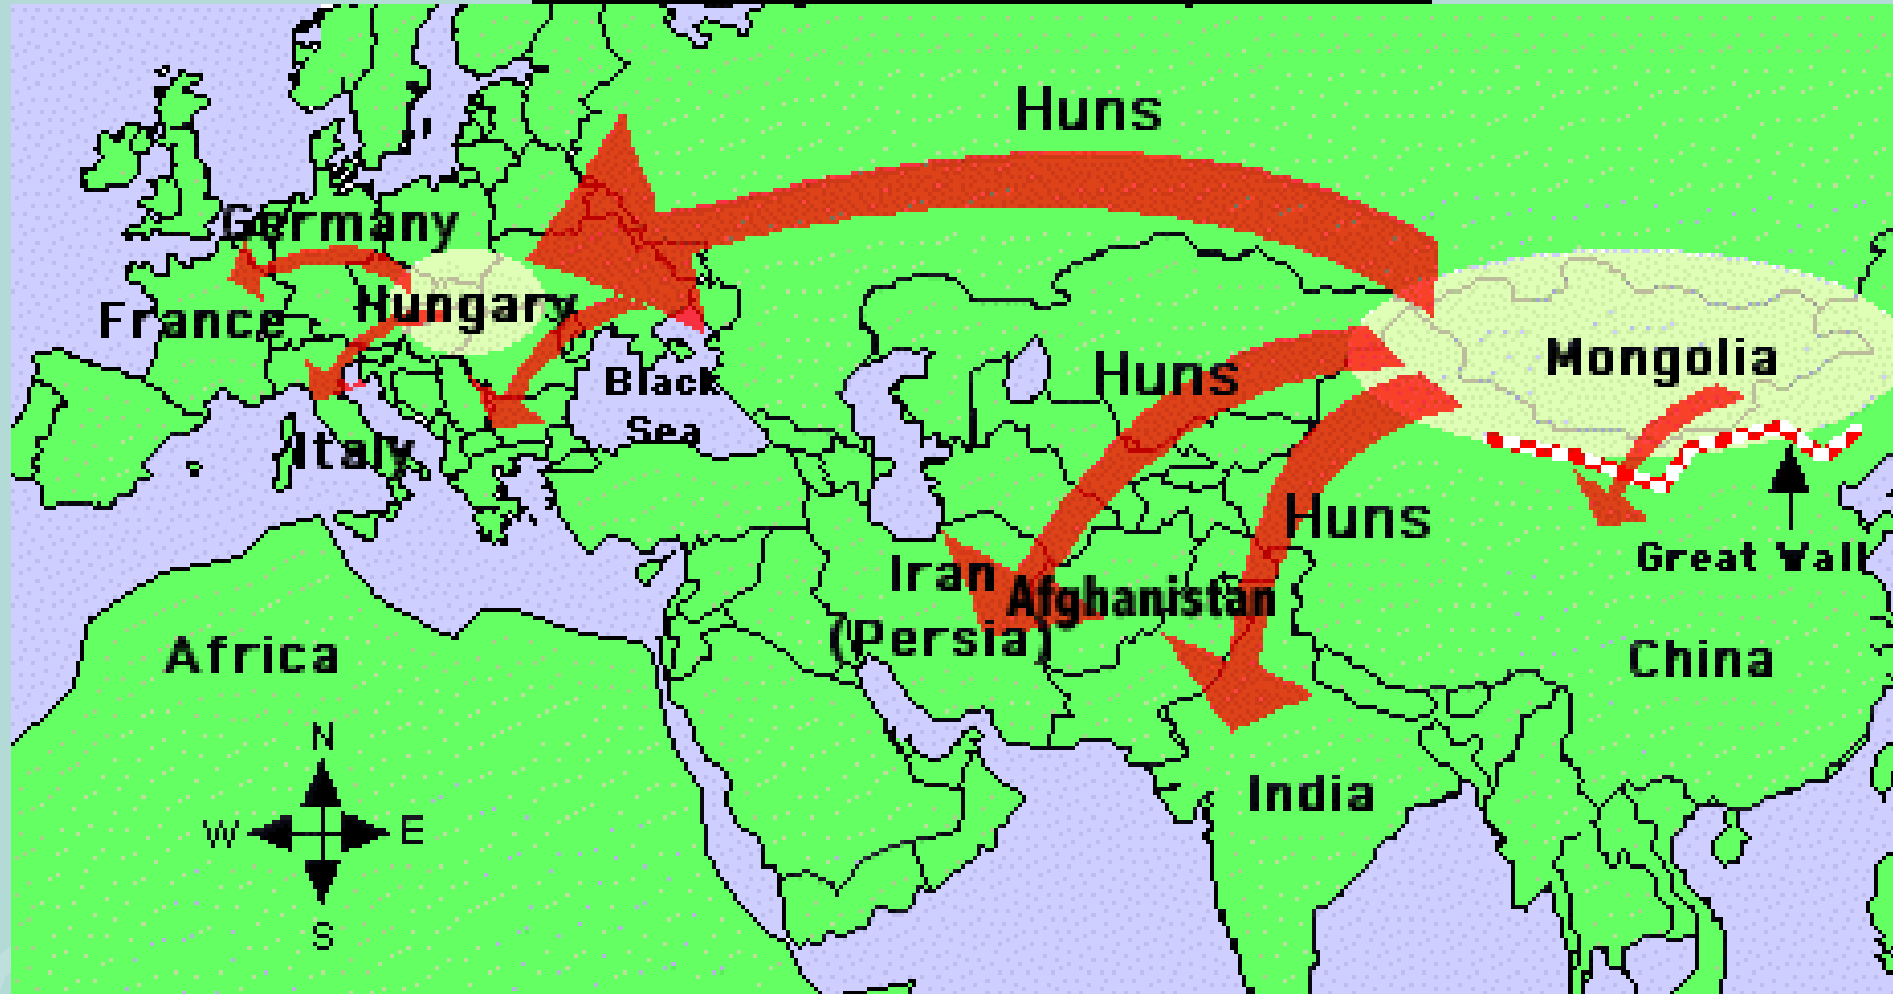 Huns
Germany
Hungary
France
Mongolia
Huns
Black
Sea
Italy
Huns
Great Wall
Iran
(Persia)
Afghanistan
Africa
China
India
N
W
E
S